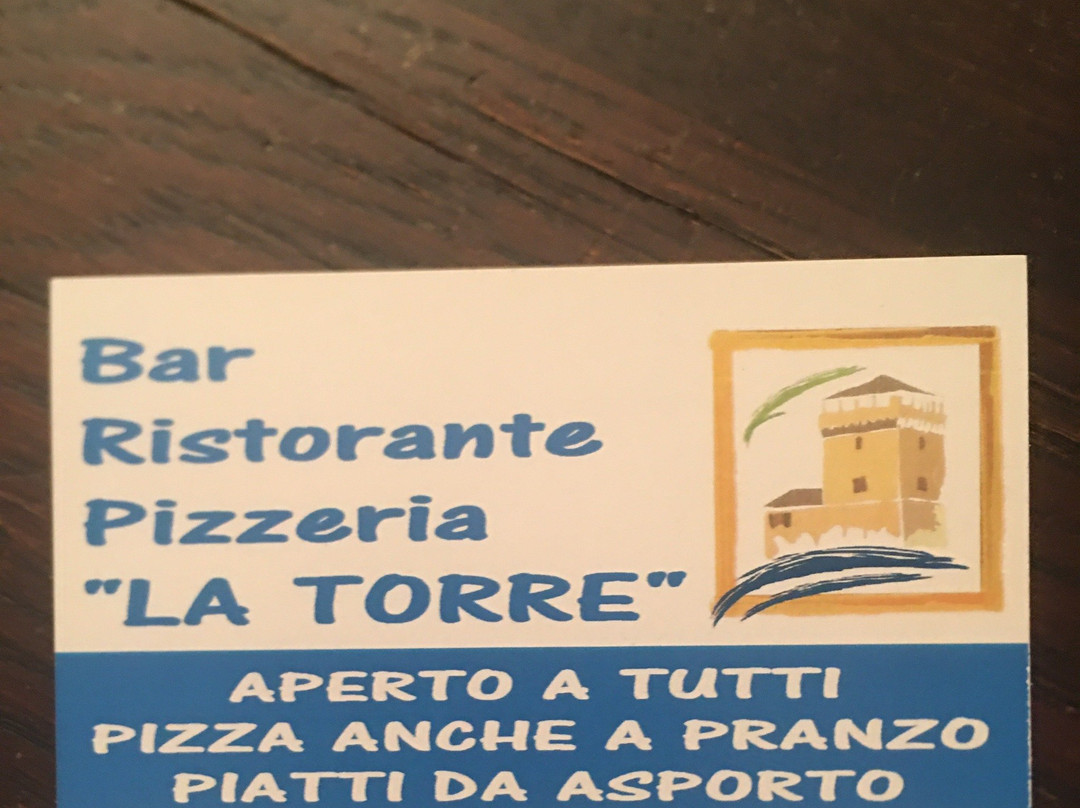 Bar
Ristorante
Pizzeria
"LA TORRE"
APERTO A TUTTI
PIZZA ANCHE A PRANZO
PIATTI DA ASPORTO